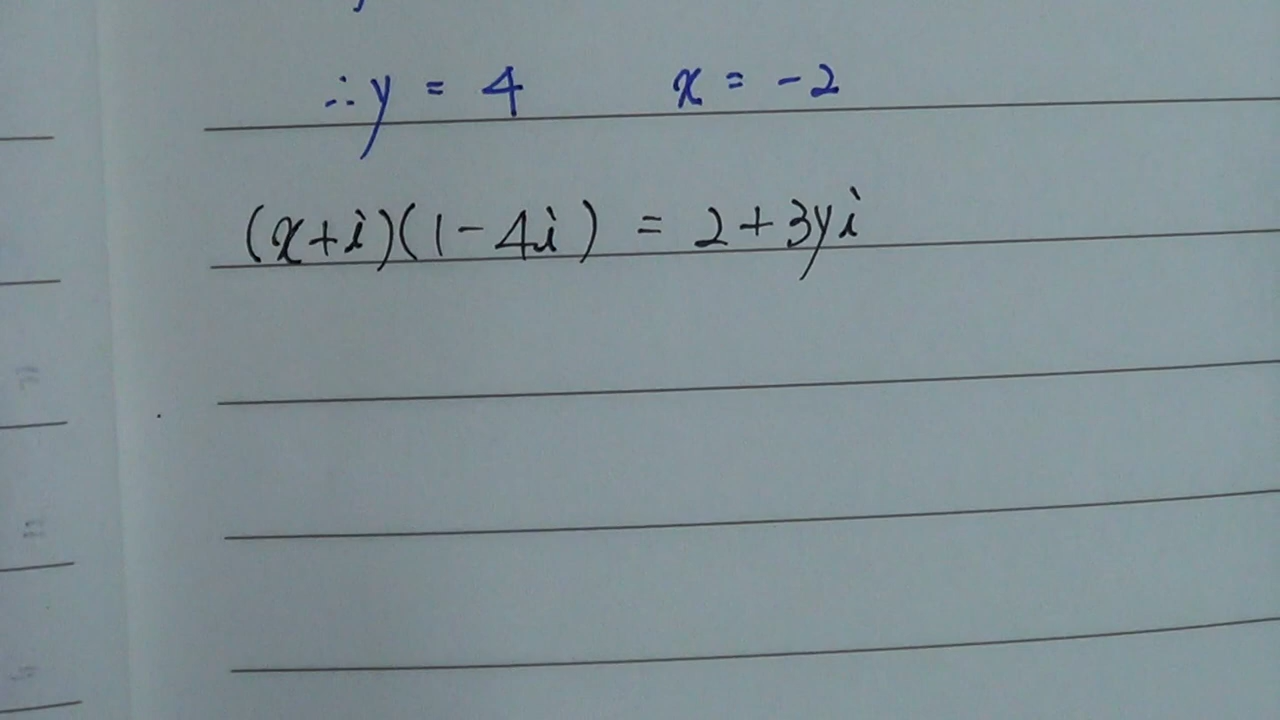 ∴ y = 4 x = -2
(x+i)(1-4i) = 2+3yi